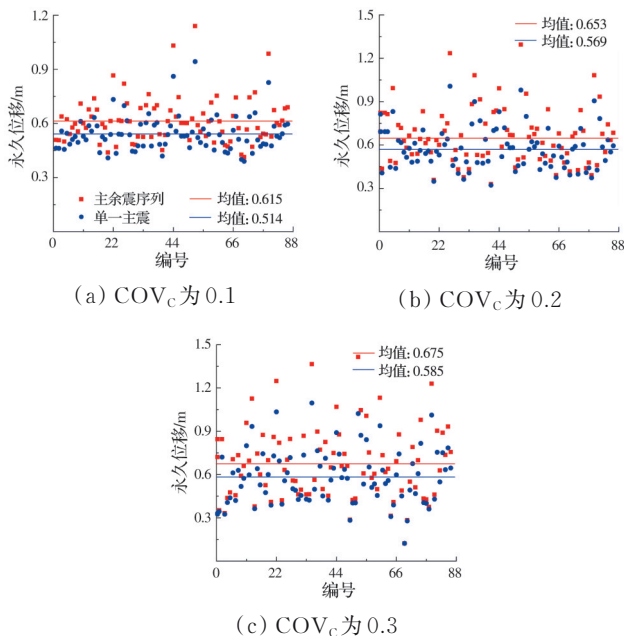 1.2
0.9
0.6
0.3
永久位移/m
主余震序列
均值:0.615
单一主震
均值:0.514
0
22
44
66
88
编号
(a) COVC为0.1
1.5
1.2
0.9
0.6
0.3
0
永久位移/m
均值:0.653
均值:0.569
0
22
44
66
88
编号
(b) COVC为0.2
1.5
1.2
0.9
0.6
0.3
永久位移/m
均值:0.675
均值:0.585
0
22
44
66
88
编号
(c) COVC为0.3